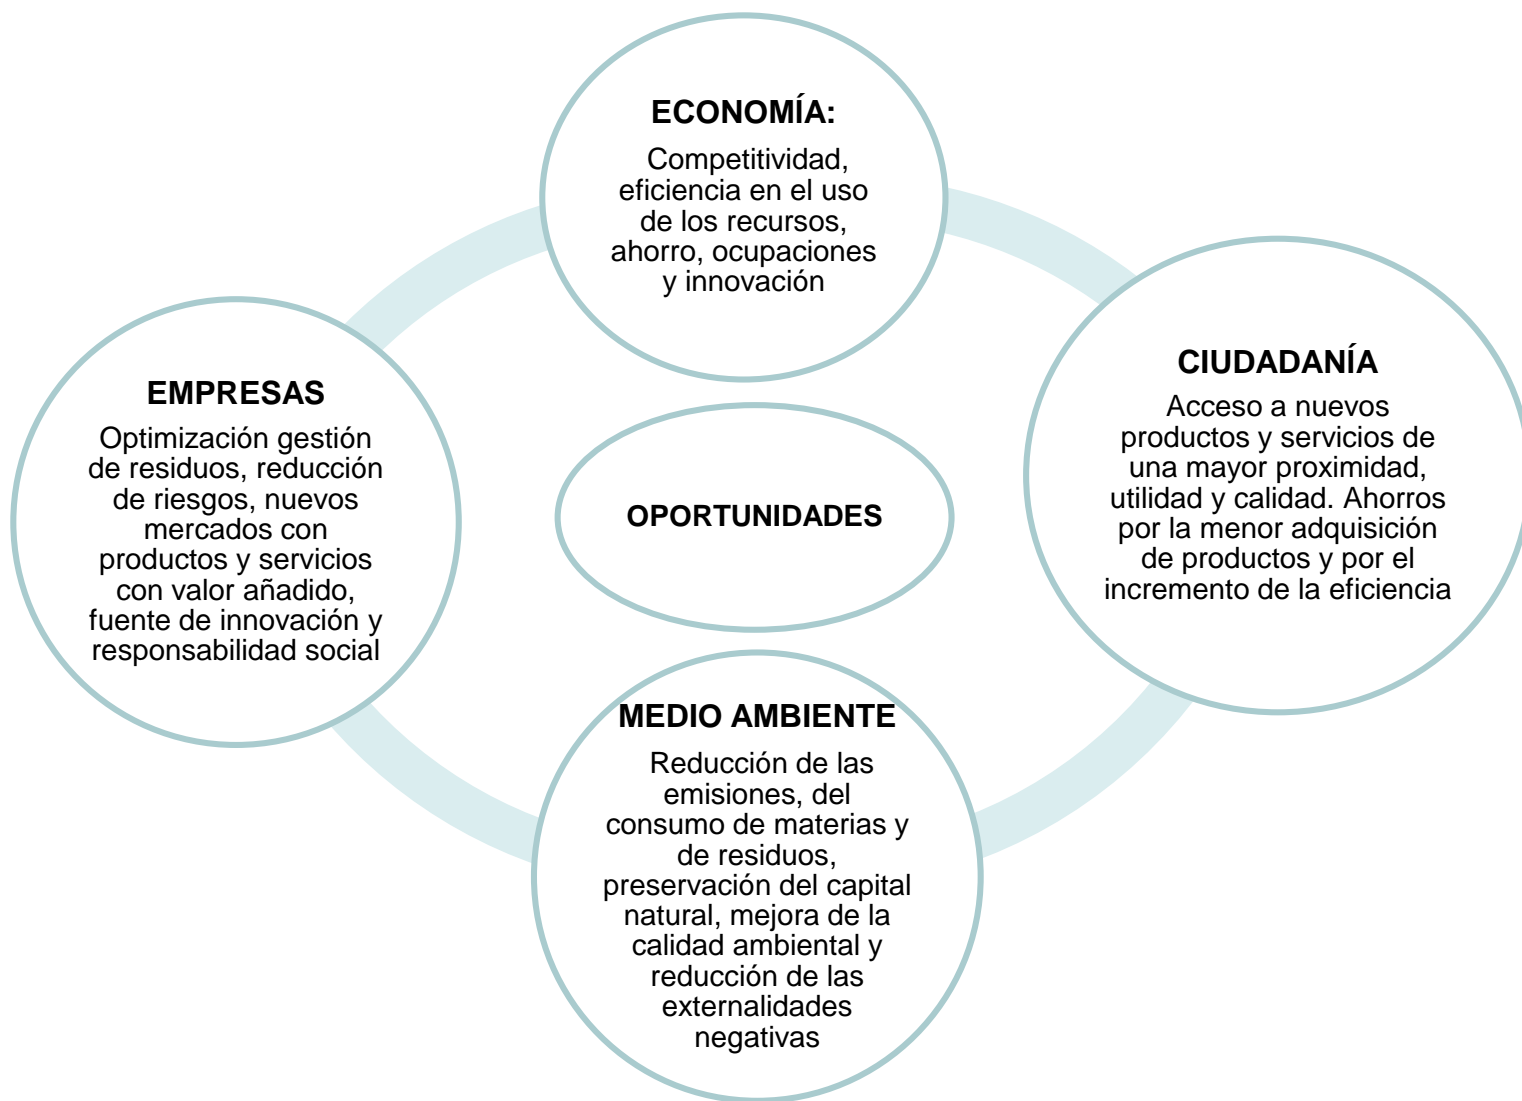 ECONOMÍA:
Competitividad,
eficiencia en el uso
de los recursos,
ahorro, ocupaciones
y innovación
CIUDADANÍA
Acceso a nuevos
productos y servicios de
una mayor proximidad,
utilidad y calidad. Ahorros
por la menor adquisición
de productos y por el
incremento de la eficiencia
EMPRESAS
Optimización gestión
de residuos, reducción
de riesgos, nuevos
mercados con
productos y servicios
con valor añadido,
fuente de innovación y
responsabilidad social
OPORTUNIDADES
MEDIO AMBIENTE
Reducción de las
emisiones, del
consumo de materias y
de residuos,
preservación del capital
natural, mejora de la
calidad ambiental y
reducción de las
externalidades
negativas